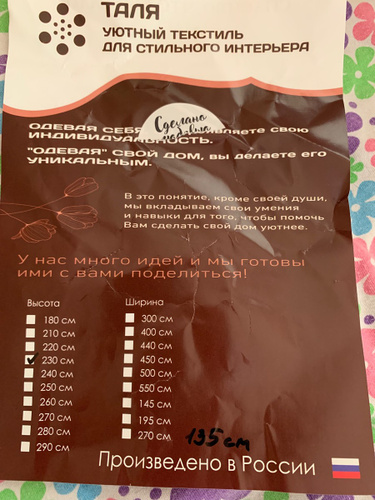 ТАЛЯ
УЮТНЫЙ ТЕКСТИЛЬ
ДЛЯ СТИЛЬНОГО ИНТЕРЬЕРА
Сделано
ОДЕВАЯ СВОЮ
ИНДИВИДУАЛЬНОСТЬ.
"ОДЕВАЯ" СВОЙ ДОМ, ВЫ ДЕЛАЕТЕ ЕГО
УНИКАЛЬНЫМ.
В это понятие, кроме своей души,
мы вкладываем свои умения
и навыки для того, чтобы помочь
Вам сделать свой дом уютнее.
У нас много идей и мы готовы
ими с вами поделиться!
Высота
180 см
210 см
220 см
230 см
240 см
250 см
260 см
270 см
280 см
290 см
Ширина
300 см
400 см
440 см
450 см
500 см
550 см
145 см
195 см
270 см
135 см
Произведено в России